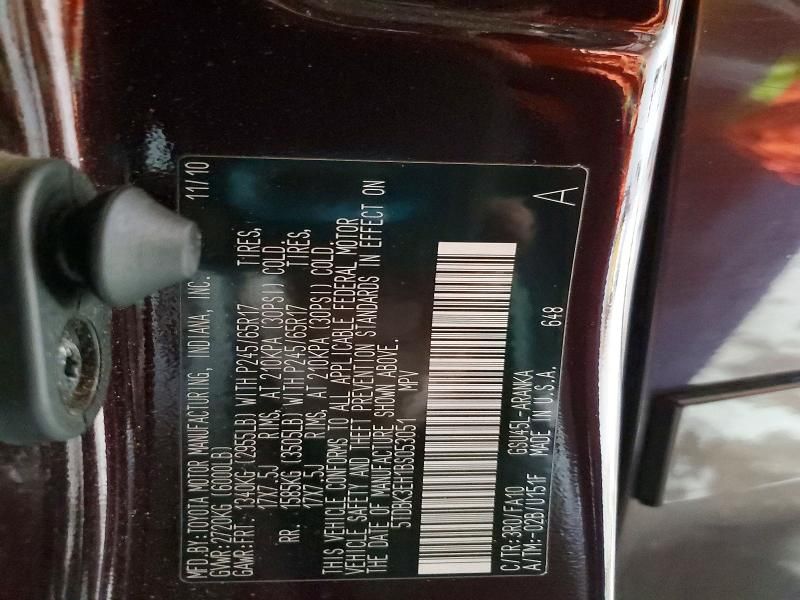 MFD.BY:TOYOTA MOTOR MANUFACTURING, INDIANA, INC. 11/10
GVWR:2720KG (6000LB)
GAWR:FRT. 1340KG (2955LB) WITH P245/65R17 TIRES,
17X7.5J RIMS, AT 210KPA (30PSI) COLD.
RR. 1585KG (3505LB) WITH P245/65R17 TIRES,
17X7.5J RIMS, AT 210KPA (30PSI) COLD.
THIS VEHICLE CONFORMS TO ALL APPLICABLE FEDERAL MOTOR
VEHICLE SAFETY AND THEFT PREVENTION STANDARDS IN EFFECT ON
THE DATE OF MANUFACTURE SHOWN ABOVE.
5TDBK3EH1BS053051 MPV
C/TR:3R0/FA10 GSU45L-ARANKA 648 A
A/TM:-02B/U151F MADE IN U.S.A.